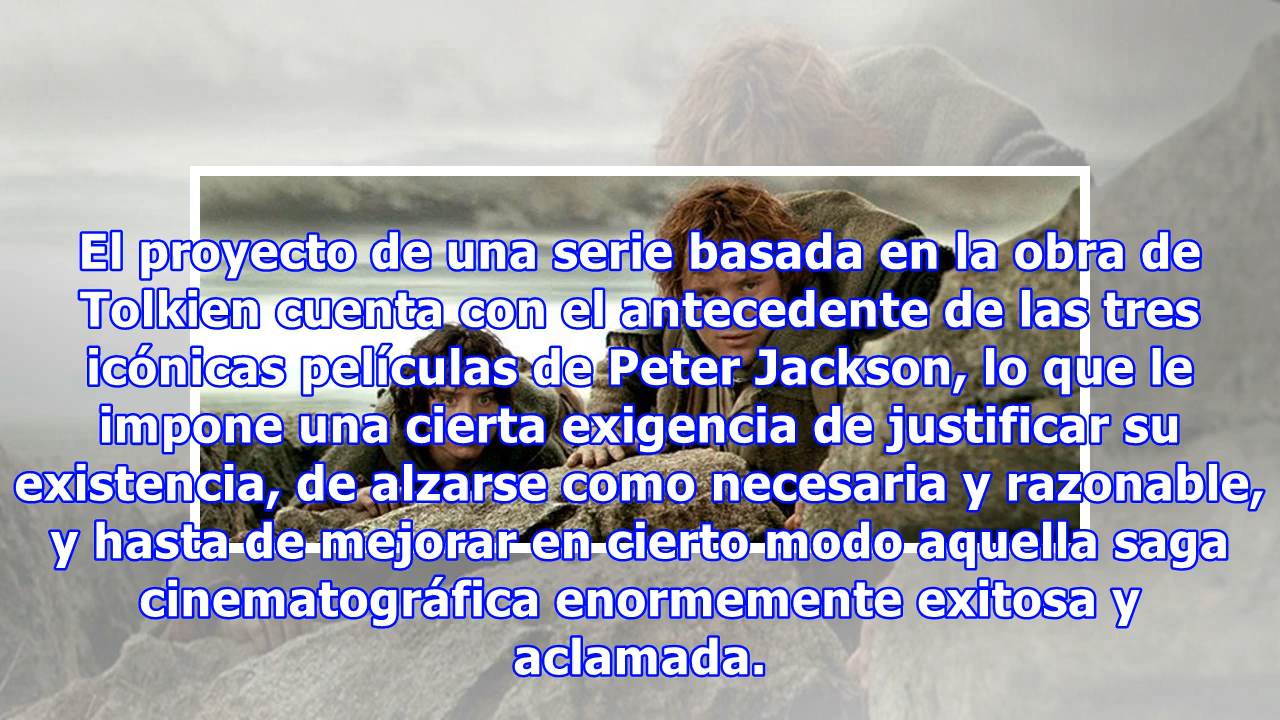 El proyecto de una serie basada en la obra de
Tolkien cuenta con el antecedente de las tres
icónicas películas de Peter Jackson, lo que le
impone una cierta exigencia de justificar su
existencia, de alzarse como necesaria y razonable,
y hasta de mejorar en cierto modo aquella saga
cinematográfica enormemente exitosa y
aclamada.